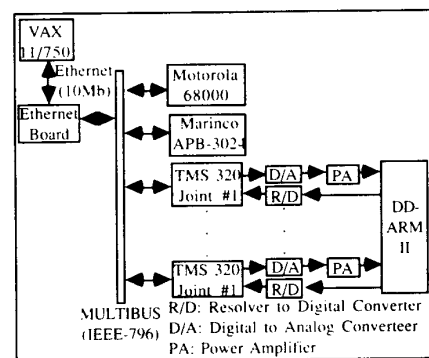 VAX
11/750
Ethernet
(10Mb)
Ethernet
Board
Motorola
68000
Marinco
APB-3024
TMS 320
Joint #1
D/A
PA
R/D
DD-
ARM
II
TMS 320
Joint #1
D/A
PA
R/D
MULTIBUS
(IEEE-796)
R/D: Resolver to Digital Converter
D/A: Digital to Analog Converteer
PA: Power Amplifier